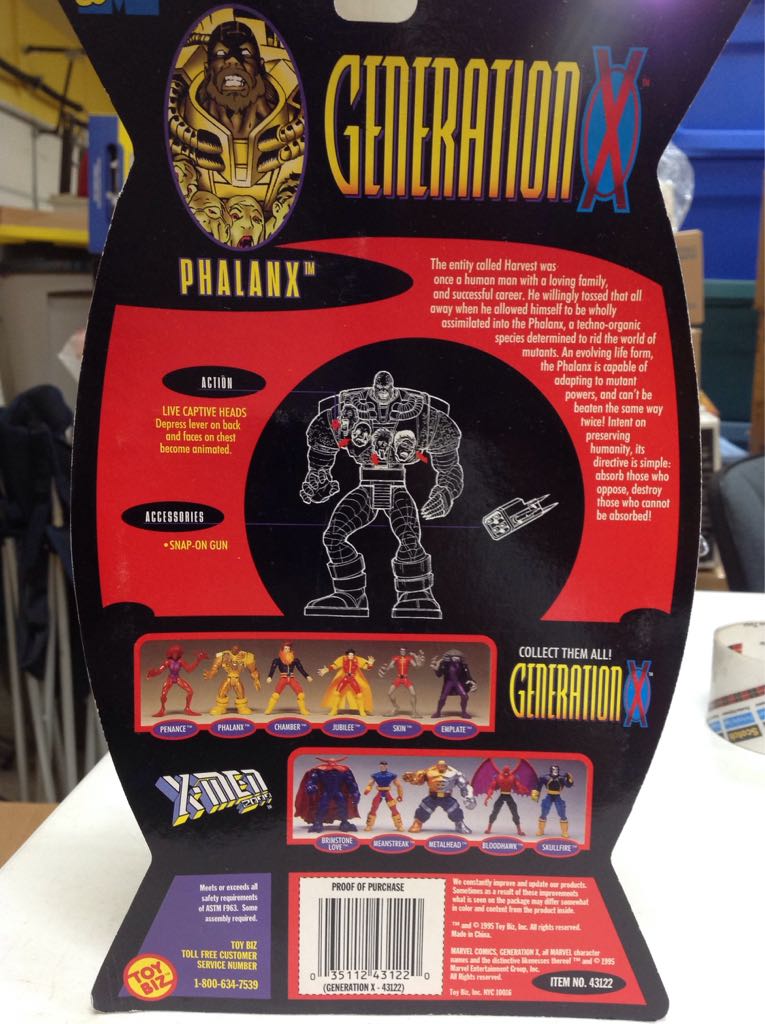 GENERATION X™
PHALANX™
The entity called Harvest was
once a human man with a loving family,
and successful career. He willingly tossed that all
away when he allowed himself to be wholly
assimilated into the Phalanx, a techno-organic
species determined to rid the world of
mutants. An evolving life form,
the Phalanx is capable of
adapting to mutant
powers, and can't be
beaten the same way
twice! Intent on
preserving
humanity, its
directive is simple:
absorb those who
oppose, destroy
those who cannot
be absorbed!
ACTION
LIVE CAPTIVE HEADS
Depress lever on back
and faces on chest
become animated.
ACCESSORIES
• SNAP-ON GUN
PENANCE™ PHALANX™ CHAMBER™ JUBILEE™ SKIN™ EMPLATE™
COLLECT THEM ALL!
GENERATION X™
X-MEN
2099™
BRIMSTONE
LOVE™ MEANSTREAK™ METALHEAD™ BLOODHAWK™ SKULLFIRE™
Meets or exceeds all
safety requirements
of ASTM F963. Some
assembly required.
TOY BIZ
TOLL FREE CUSTOMER
SERVICE NUMBER
1-800-634-7539
TOY
BIZ
PROOF OF PURCHASE
0 35112 43122 0
(GENERATION X - 43122)
We constantly improve and update our products.
Sometimes as a result of these improvements
what is seen on the package may differ somewhat
in color and content from the product inside.
™ and © 1995 Toy Biz, Inc. All rights reserved.
Made in China.
MARVEL COMICS, GENERATION X, all MARVEL character
names and the distinctive likenesses thereof ™ and © 1995
Marvel Entertainment Group, Inc.
All Rights reserved.
Toy Biz, Inc. NYC 10016
ITEM NO. 43122
Scotch